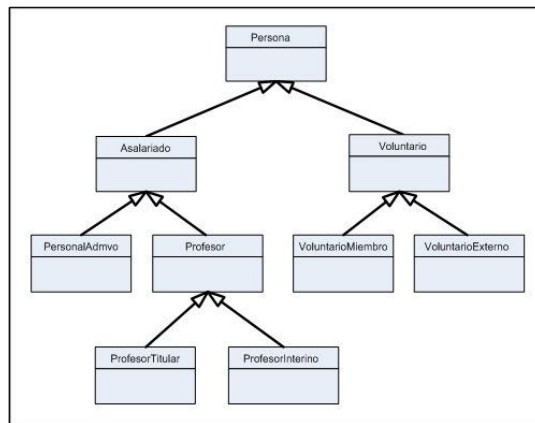 Persona
Asalariado
Voluntario
PersonalAdmvo
Profesor
VoluntarioMiembro
VoluntarioExterno
ProfesorTitular
ProfesorInterino